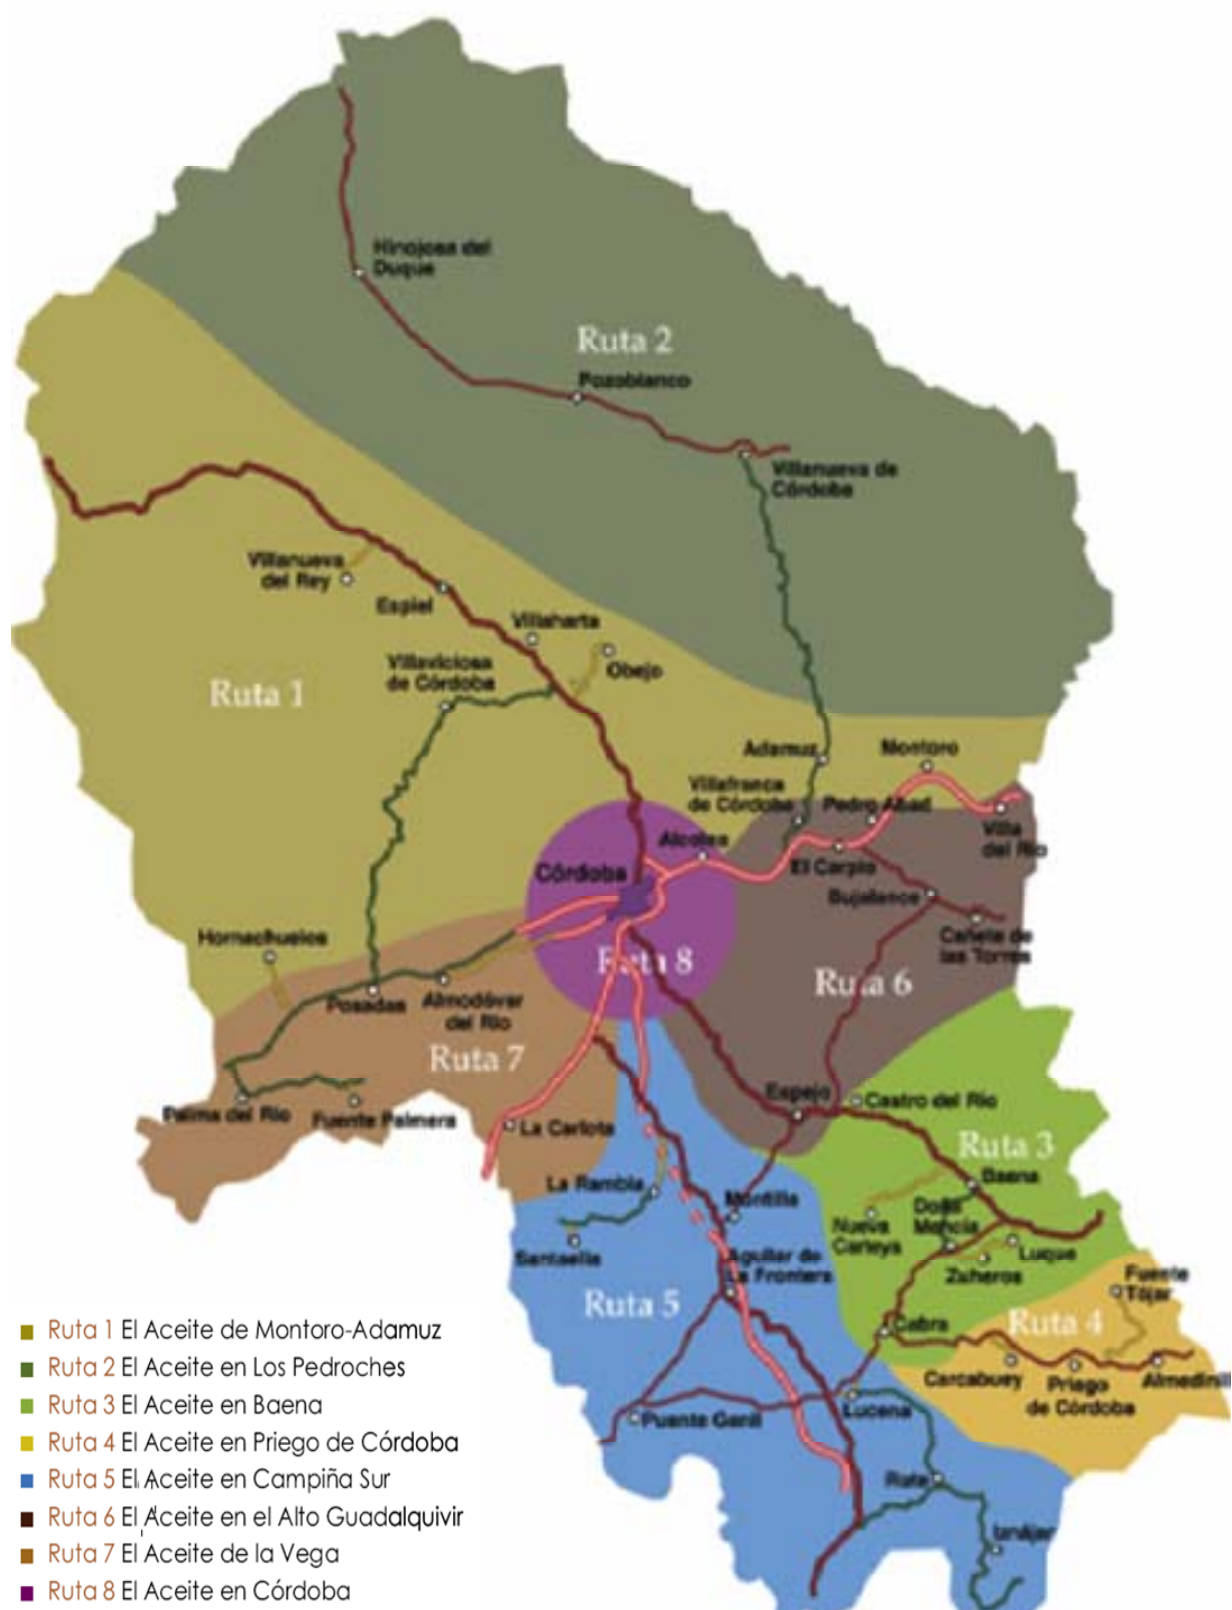 Hinojosa del
Duque
Ruta 2
Pozoblanco
Villanueva de
Córdoba
Villanueva
del Rey
Espiel
Villaharta
Obejo
Villaviciosa
de Córdoba
Ruta 1
Adamuz
Montoro
Villafranca
de Córdoba
Pedro Abad
Villa
del Río
Alcolea
El Carpio
Córdoba
Bujalance
Cañete de
las Torres
Hornachuelos
Ruta 8
Ruta 6
Posadas
Almodóvar
del Río
Ruta 7
Palma del Río
Fuente Palmera
La Carlota
Espejo
Castro del Río
Ruta 3
Baena
La Rambla
Montilla
Nueva
Carteya
Doña
Mencía
Luque
Zuheros
Santaella
Aguilar de
La Frontera
Fuente
Tójar
Ruta 5
Cabra
Ruta 4
Carcabuey
Priego
de Córdoba
Almedinil
Puente Genil
Lucena
Rute
Iznájar
Ruta 1 El Aceite de Montoro-Adamuz
Ruta 2 El Aceite en Los Pedroches
Ruta 3 El Aceite en Baena
Ruta 4 El Aceite en Priego de Córdoba
Ruta 5 El Aceite en Campiña Sur
Ruta 6 El Aceite en el Alto Guadalquivir
Ruta 7 El Aceite de la Vega
Ruta 8 El Aceite en Córdoba